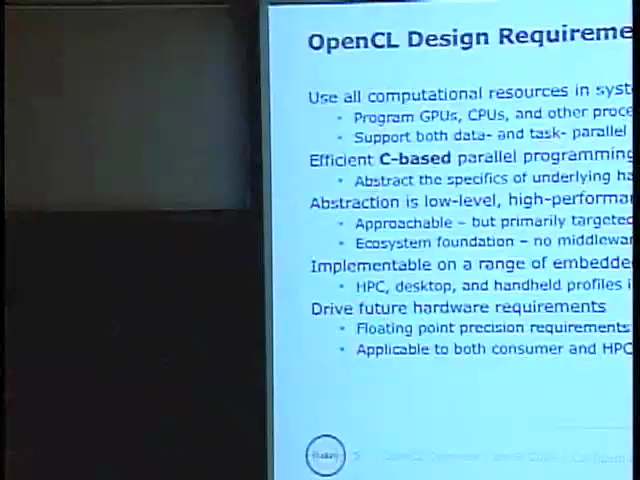 OpenCL Design Requireme
Use all computational resources in syst
Program GPUs, CPUs, and other proce
Support both data- and task- parallel
Efficient C-based parallel programming
Abstract the specifics of underlying ha
Abstraction is low-level, high-performa
Approachable – but primarily targeted
Ecosystem foundation – no middlewar
Implementable on a range of embedde
HPC, desktop, and handheld profiles i
Drive future hardware requirements
Floating point precision requirements
Applicable to both consumer and HPC